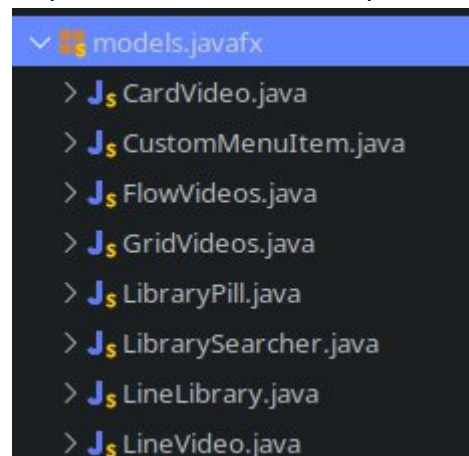 models.javafx
CardVideo.java
CustomMenuItem.java
FlowVideos.java
GridVideos.java
LibraryPill.java
LibrarySearcher.java
LineLibrary.java
LineVideo.java